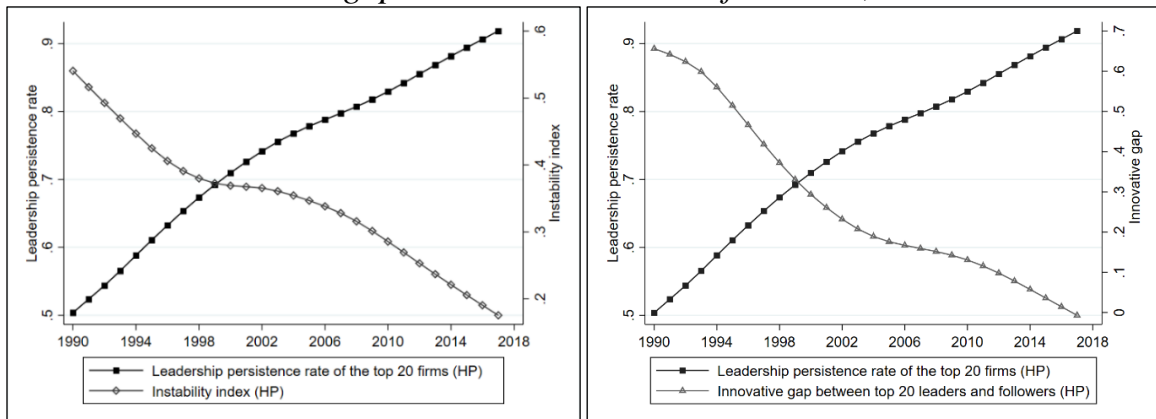 Leadership persistence rate
.5 .6 .7 .8 .9
Instability index
.2 .3 .4 .5 .6
1990 1994 1998 2002 2006 2010 2014 2018
Leadership persistence rate of the top 20 firms (HP)
Instability index (HP)
Leadership persistence rate
.5 .6 .7 .8 .9
Innovative gap
0 .1 .2 .3 .4 .5 .6 .7
1990 1994 1998 2002 2006 2010 2014 2018
Leadership persistence rate of the top 20 firms (HP)
Innovative gap between top 20 leaders and followers (HP)